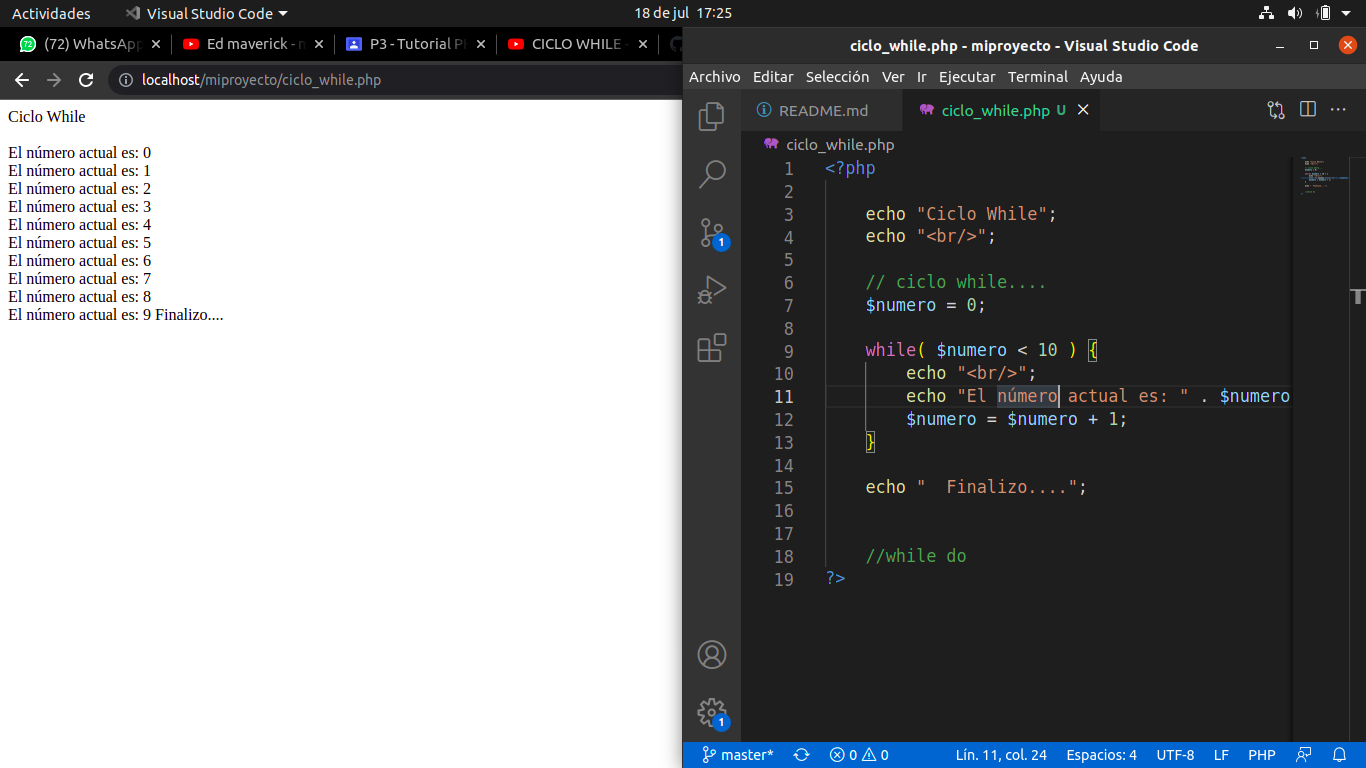 Actividades Visual Studio Code 18 de jul 17:25
(72) WhatsApp Ed maverick - P3 - Tutorial CICLO WHILE -
localhost/miproyecto/ciclo_while.php
Ciclo While
El número actual es: 0
El número actual es: 1
El número actual es: 2
El número actual es: 3
El número actual es: 4
El número actual es: 5
El número actual es: 6
El número actual es: 7
El número actual es: 8
El número actual es: 9 Finalizo....
ciclo_while.php - miproyecto - Visual Studio Code
Archivo Editar Selección Ver Ir Ejecutar Terminal Ayuda
README.md ciclo_while.php U
ciclo_while.php
1 <?php
2
3 echo "Ciclo While";
4 echo "<br/>";
5
6 // ciclo while....
7 $numero = 0;
8
9 while( $numero < 10 ) {
10 echo "<br/>";
11 echo "El número actual es: " . $numero
12 $numero = $numero + 1;
13 }
14
15 echo "  Finalizo....";
16
17
18 //while do
19 ?>
1
1
master* 0 0 Lín. 11, col. 24 Espacios: 4 UTF-8 LF PHP